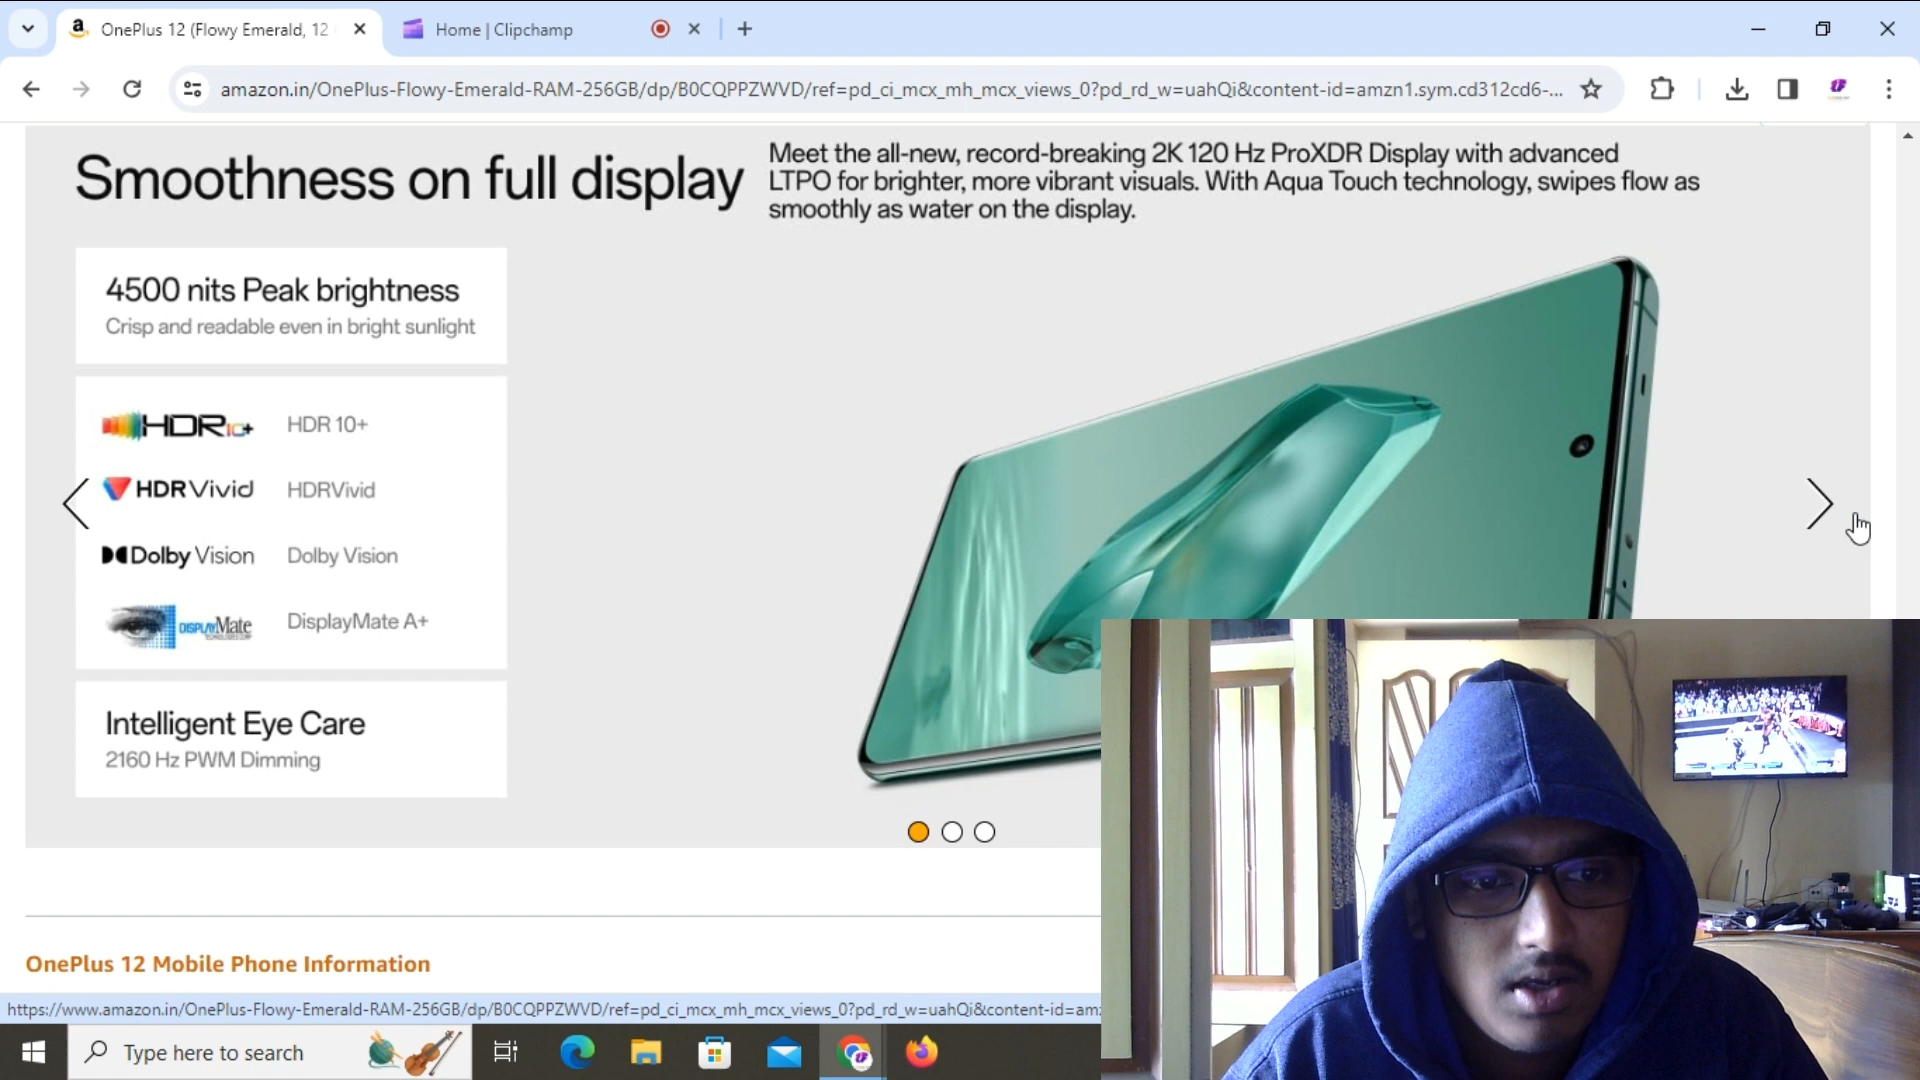 OnePlus 12 (Flowy Emerald, 12
Home | Clipchamp
amazon.in/OnePlus-Flowy-Emerald-RAM-256GB/dp/B0CQPPZWVD/ref=pd_ci_mcx_mh_mcx_views_0?pd_rd_w=uahQi&content-id=amzn1.sym.cd312cd6-...
Smoothness on full display
Meet the all-new, record-breaking 2K 120 Hz ProXDR Display with advanced
LTPO for brighter, more vibrant visuals. With Aqua Touch technology, swipes flow as
smoothly as water on the display.
4500 nits Peak brightness
Crisp and readable even in bright sunlight
HDR10+ HDR 10+
HDRVivid HDRVivid
Dolby Vision Dolby Vision
DISPLAYMate DisplayMate A+
Intelligent Eye Care
2160 Hz PWM Dimming
OnePlus 12 Mobile Phone Information
https://www.amazon.in/OnePlus-Flowy-Emerald-RAM-256GB/dp/B0CQPPZWVD/ref=pd_ci_mcx_mh_mcx_views_0?pd_rd_w=uahQi&content-id=am
Type here to search